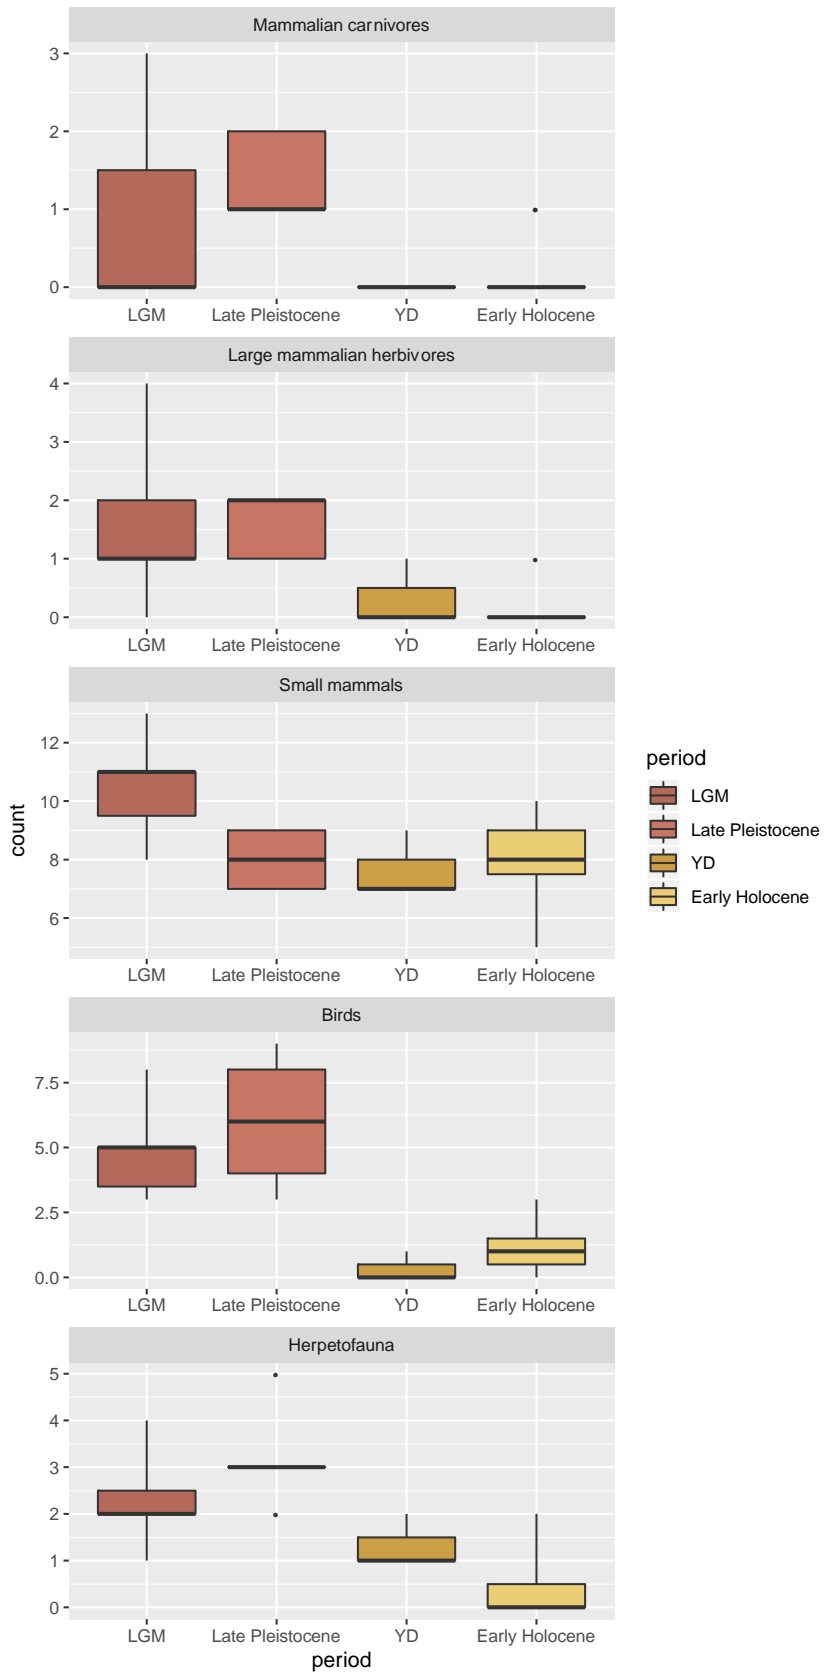 Mammalian carnivores
3
2
1
0
LGM Late Pleistocene YD Early Holocene
Large mammalian herbivores
4
3
2
1
0
LGM Late Pleistocene YD Early Holocene
Small mammals
12
10
8
6
LGM Late Pleistocene YD Early Holocene
Birds
7.5
5.0
2.5
0.0
LGM Late Pleistocene YD Early Holocene
Herpetofauna
5
4
3
2
1
0
LGM Late Pleistocene YD Early Holocene
period
count
period
LGM
Late Pleistocene
YD
Early Holocene